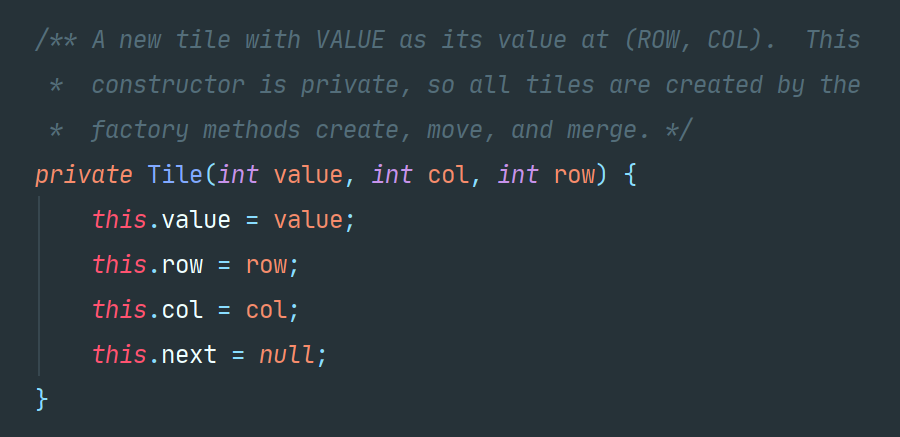 /** A new tile with VALUE as its value at (ROW, COL).  This
 *  constructor is private, so all tiles are created by the
 *  factory methods create, move, and merge. */
private Tile(int value, int col, int row) {
    this.value = value;
    this.row = row;
    this.col = col;
    this.next = null;
}